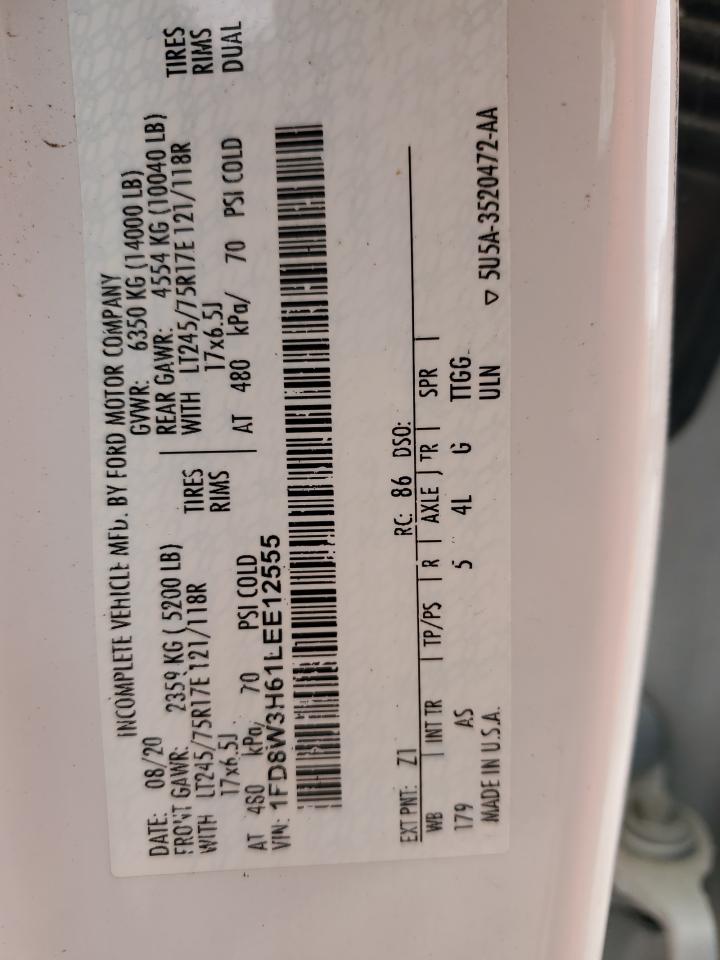 INCOMPLETE VEHICLE MFD. BY FORD MOTOR COMPANY
DATE: 08/20 GVWR: 6350 KG (14000 LB)
FRONT GAWR: 2359 KG ( 5200 LB) REAR GAWR: 4554 KG (10040 LB)
WITH LT245/75R17E 121/118R TIRES WITH LT245/75R17E 121/118R TIRES
17x6.5J RIMS 17x6.5J RIMS
AT 480 kPa/ 70 PSI COLD AT 480 kPa/ 70 PSI COLD DUAL
VIN: 1FD8W3H61LEE12555
EXT PNT: Z1 RC: 86 DSO:
WB INT TR TP/PS R AXLE TR SPR
179 AS 5 4L G TTGG
MADE IN U.S.A. ULN ▽ 5U5A-3520472-AA